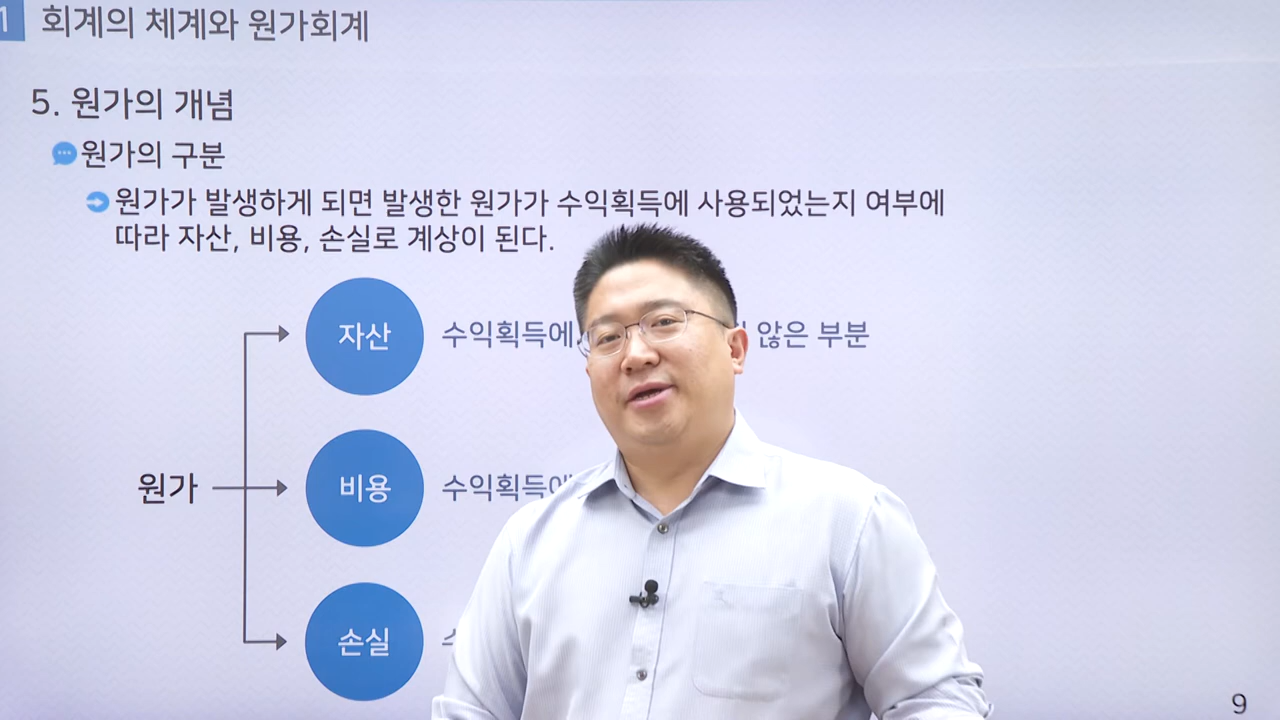 1 회계의 체계와 원가회계
5. 원가의 개념
원가의 구분
원가가 발생하게 되면 발생한 원가가 수익획득에 사용되었는지 여부에
따라 자산, 비용, 손실로 계상이 된다.
자산 수익획득에 않은 부분
원가 비용 수익획득에
손실
9